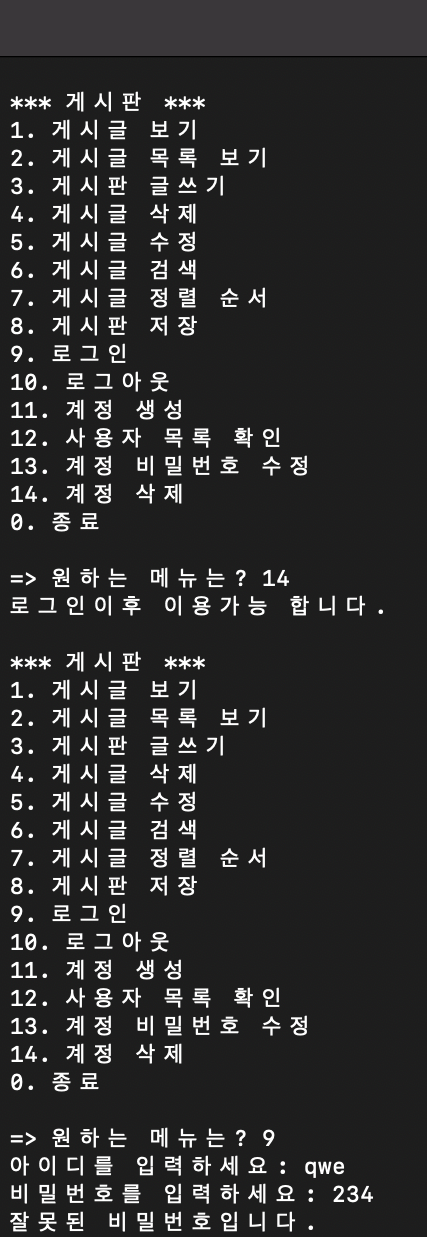 *** 게시판 ***
1. 게시글 보기
2. 게시글 목록 보기
3. 게시판 글쓰기
4. 게시글 삭제
5. 게시글 수정
6. 게시글 검색
7. 게시글 정렬 순서
8. 게시판 저장
9. 로그인
10. 로그아웃
11. 계정 생성
12. 사용자 목록 확인
13. 계정 비밀번호 수정
14. 계정 삭제
0. 종료
=> 원하는 메뉴는? 14
로그인이후 이용가능 합니다.
*** 게시판 ***
1. 게시글 보기
2. 게시글 목록 보기
3. 게시판 글쓰기
4. 게시글 삭제
5. 게시글 수정
6. 게시글 검색
7. 게시글 정렬 순서
8. 게시판 저장
9. 로그인
10. 로그아웃
11. 계정 생성
12. 사용자 목록 확인
13. 계정 비밀번호 수정
14. 계정 삭제
0. 종료
=> 원하는 메뉴는? 9
아이디를 입력하세요: qwe
비밀번호를 입력하세요: 234
잘못된 비밀번호입니다.